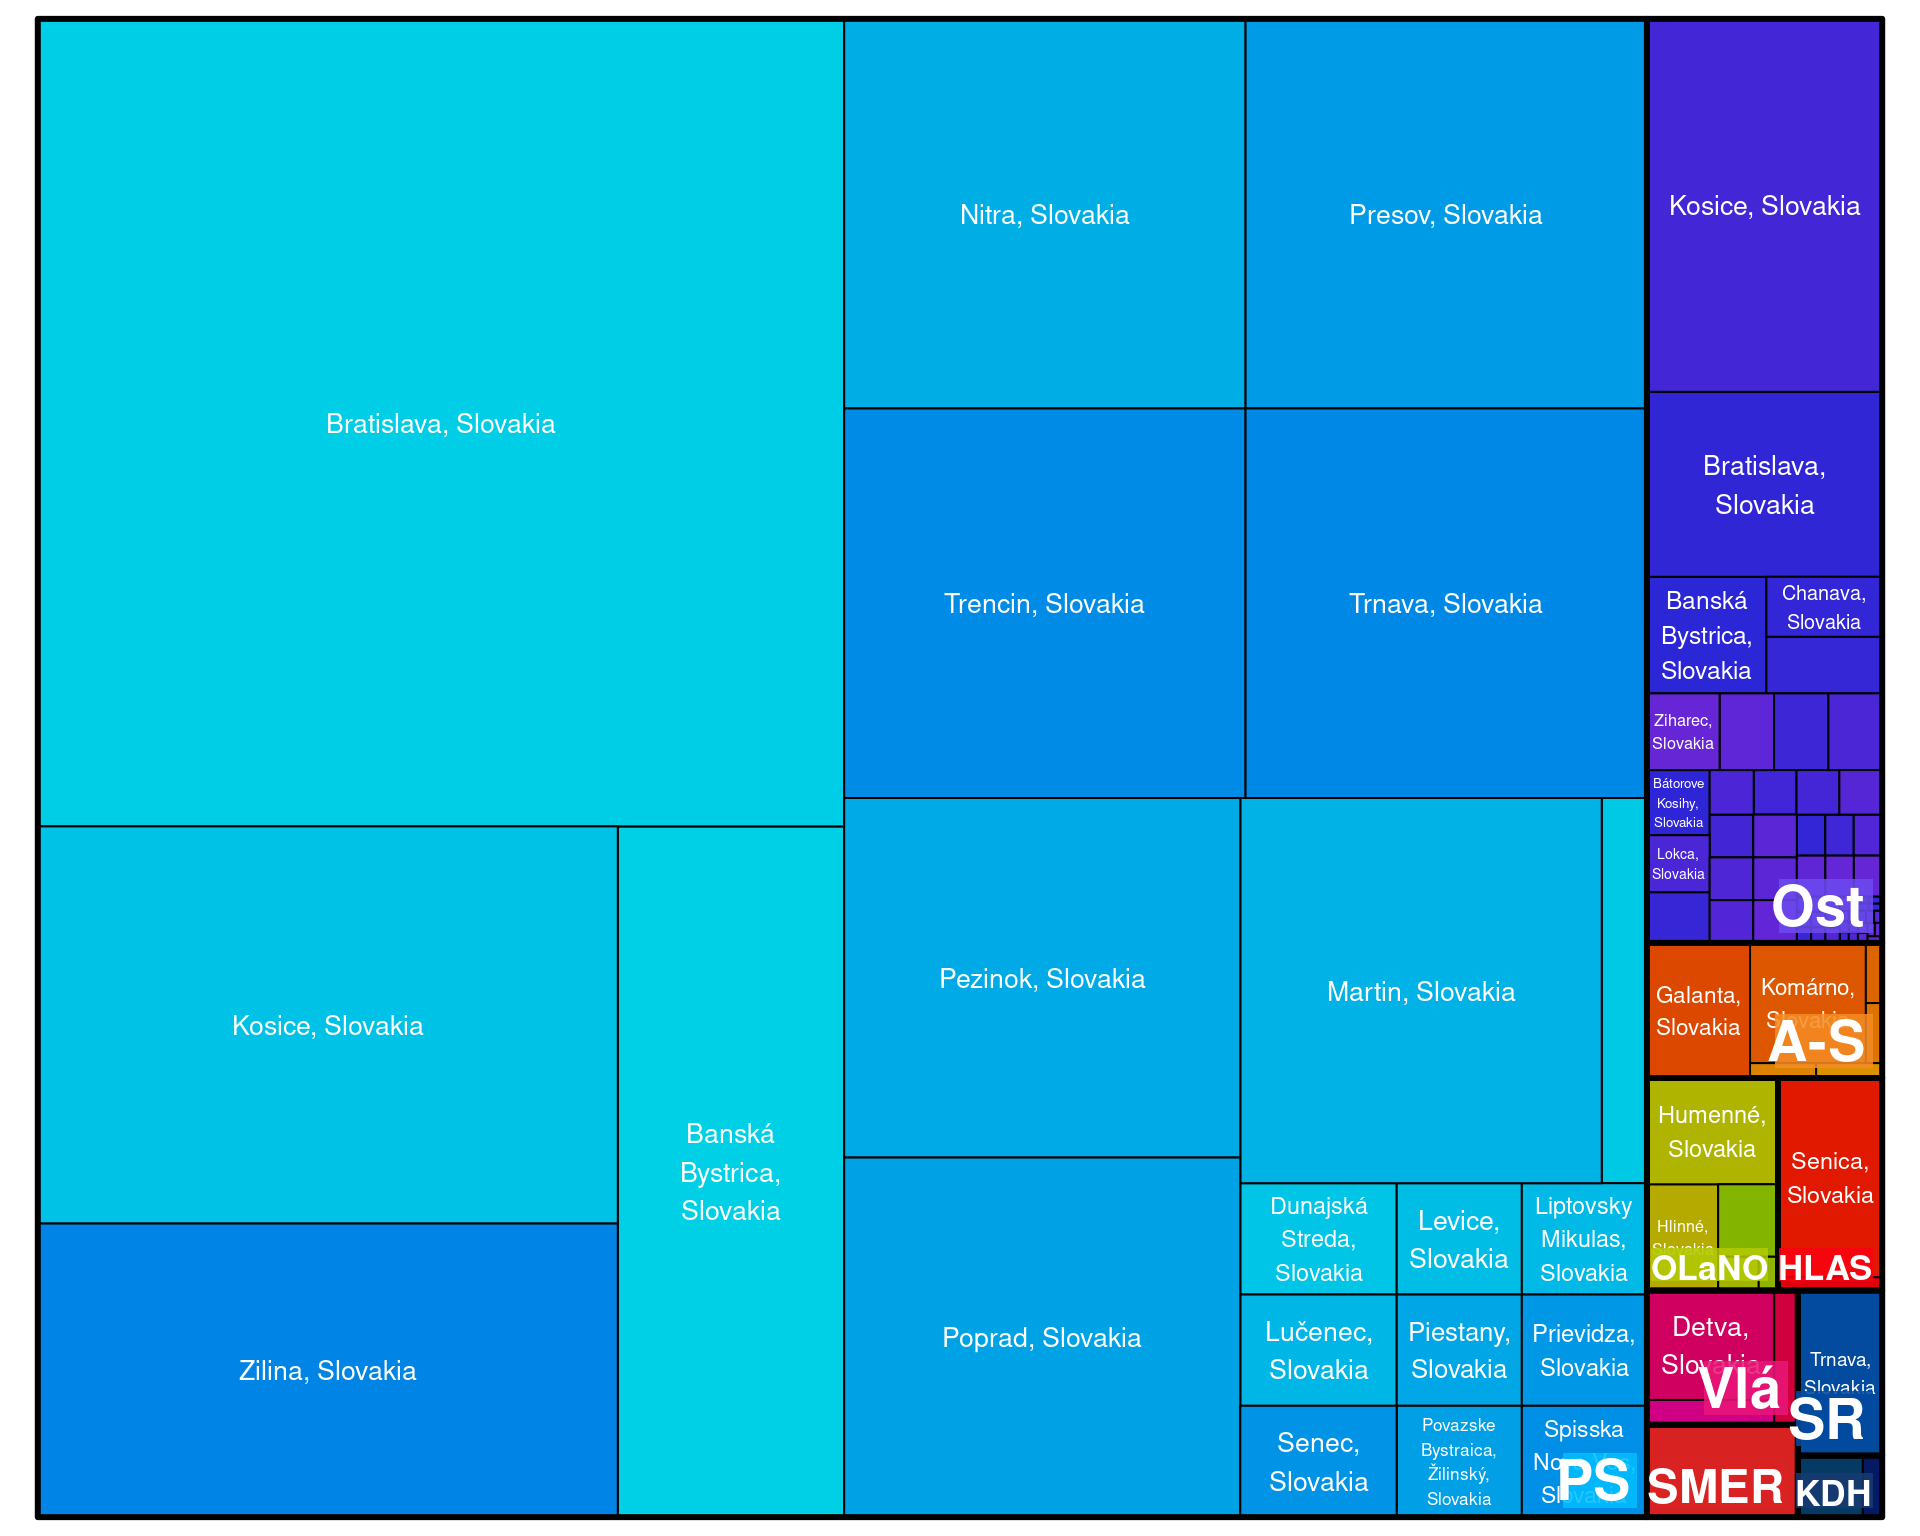 Bratislava, Slovakia
Kosice, Slovakia
Zilina, Slovakia
Banská
Bystrica,
Slovakia
Nitra, Slovakia
Presov, Slovakia
Trencin, Slovakia
Trnava, Slovakia
Pezinok, Slovakia
Poprad, Slovakia
Martin, Slovakia
Dunajská
Streda,
Slovakia
Levice,
Slovakia
Liptovsky
Mikulas,
Slovakia
Lučenec,
Slovakia
Piestany,
Slovakia
Prievidza,
Slovakia
Senec,
Slovakia
Povazske
Bystraica,
Žilinský,
Slovakia
Spisska
PS
Kosice, Slovakia
Bratislava,
Slovakia
Banská
Bystrica,
Slovakia
Chanava,
Slovakia
Ziharec,
Slovakia
Bátorove
Kosihy,
Slovakia
Lokca,
Slovakia
Ost
Galanta,
Slovakia
Komárno,
Slovakia
A-S
Humenné,
Slovakia
Hlinné,
Slovakia
OLaNO
Senica,
Slovakia
HLAS
Detva,
Slovakia
Vlá
Trnava,
Slovakia
SR
SMER
KDH